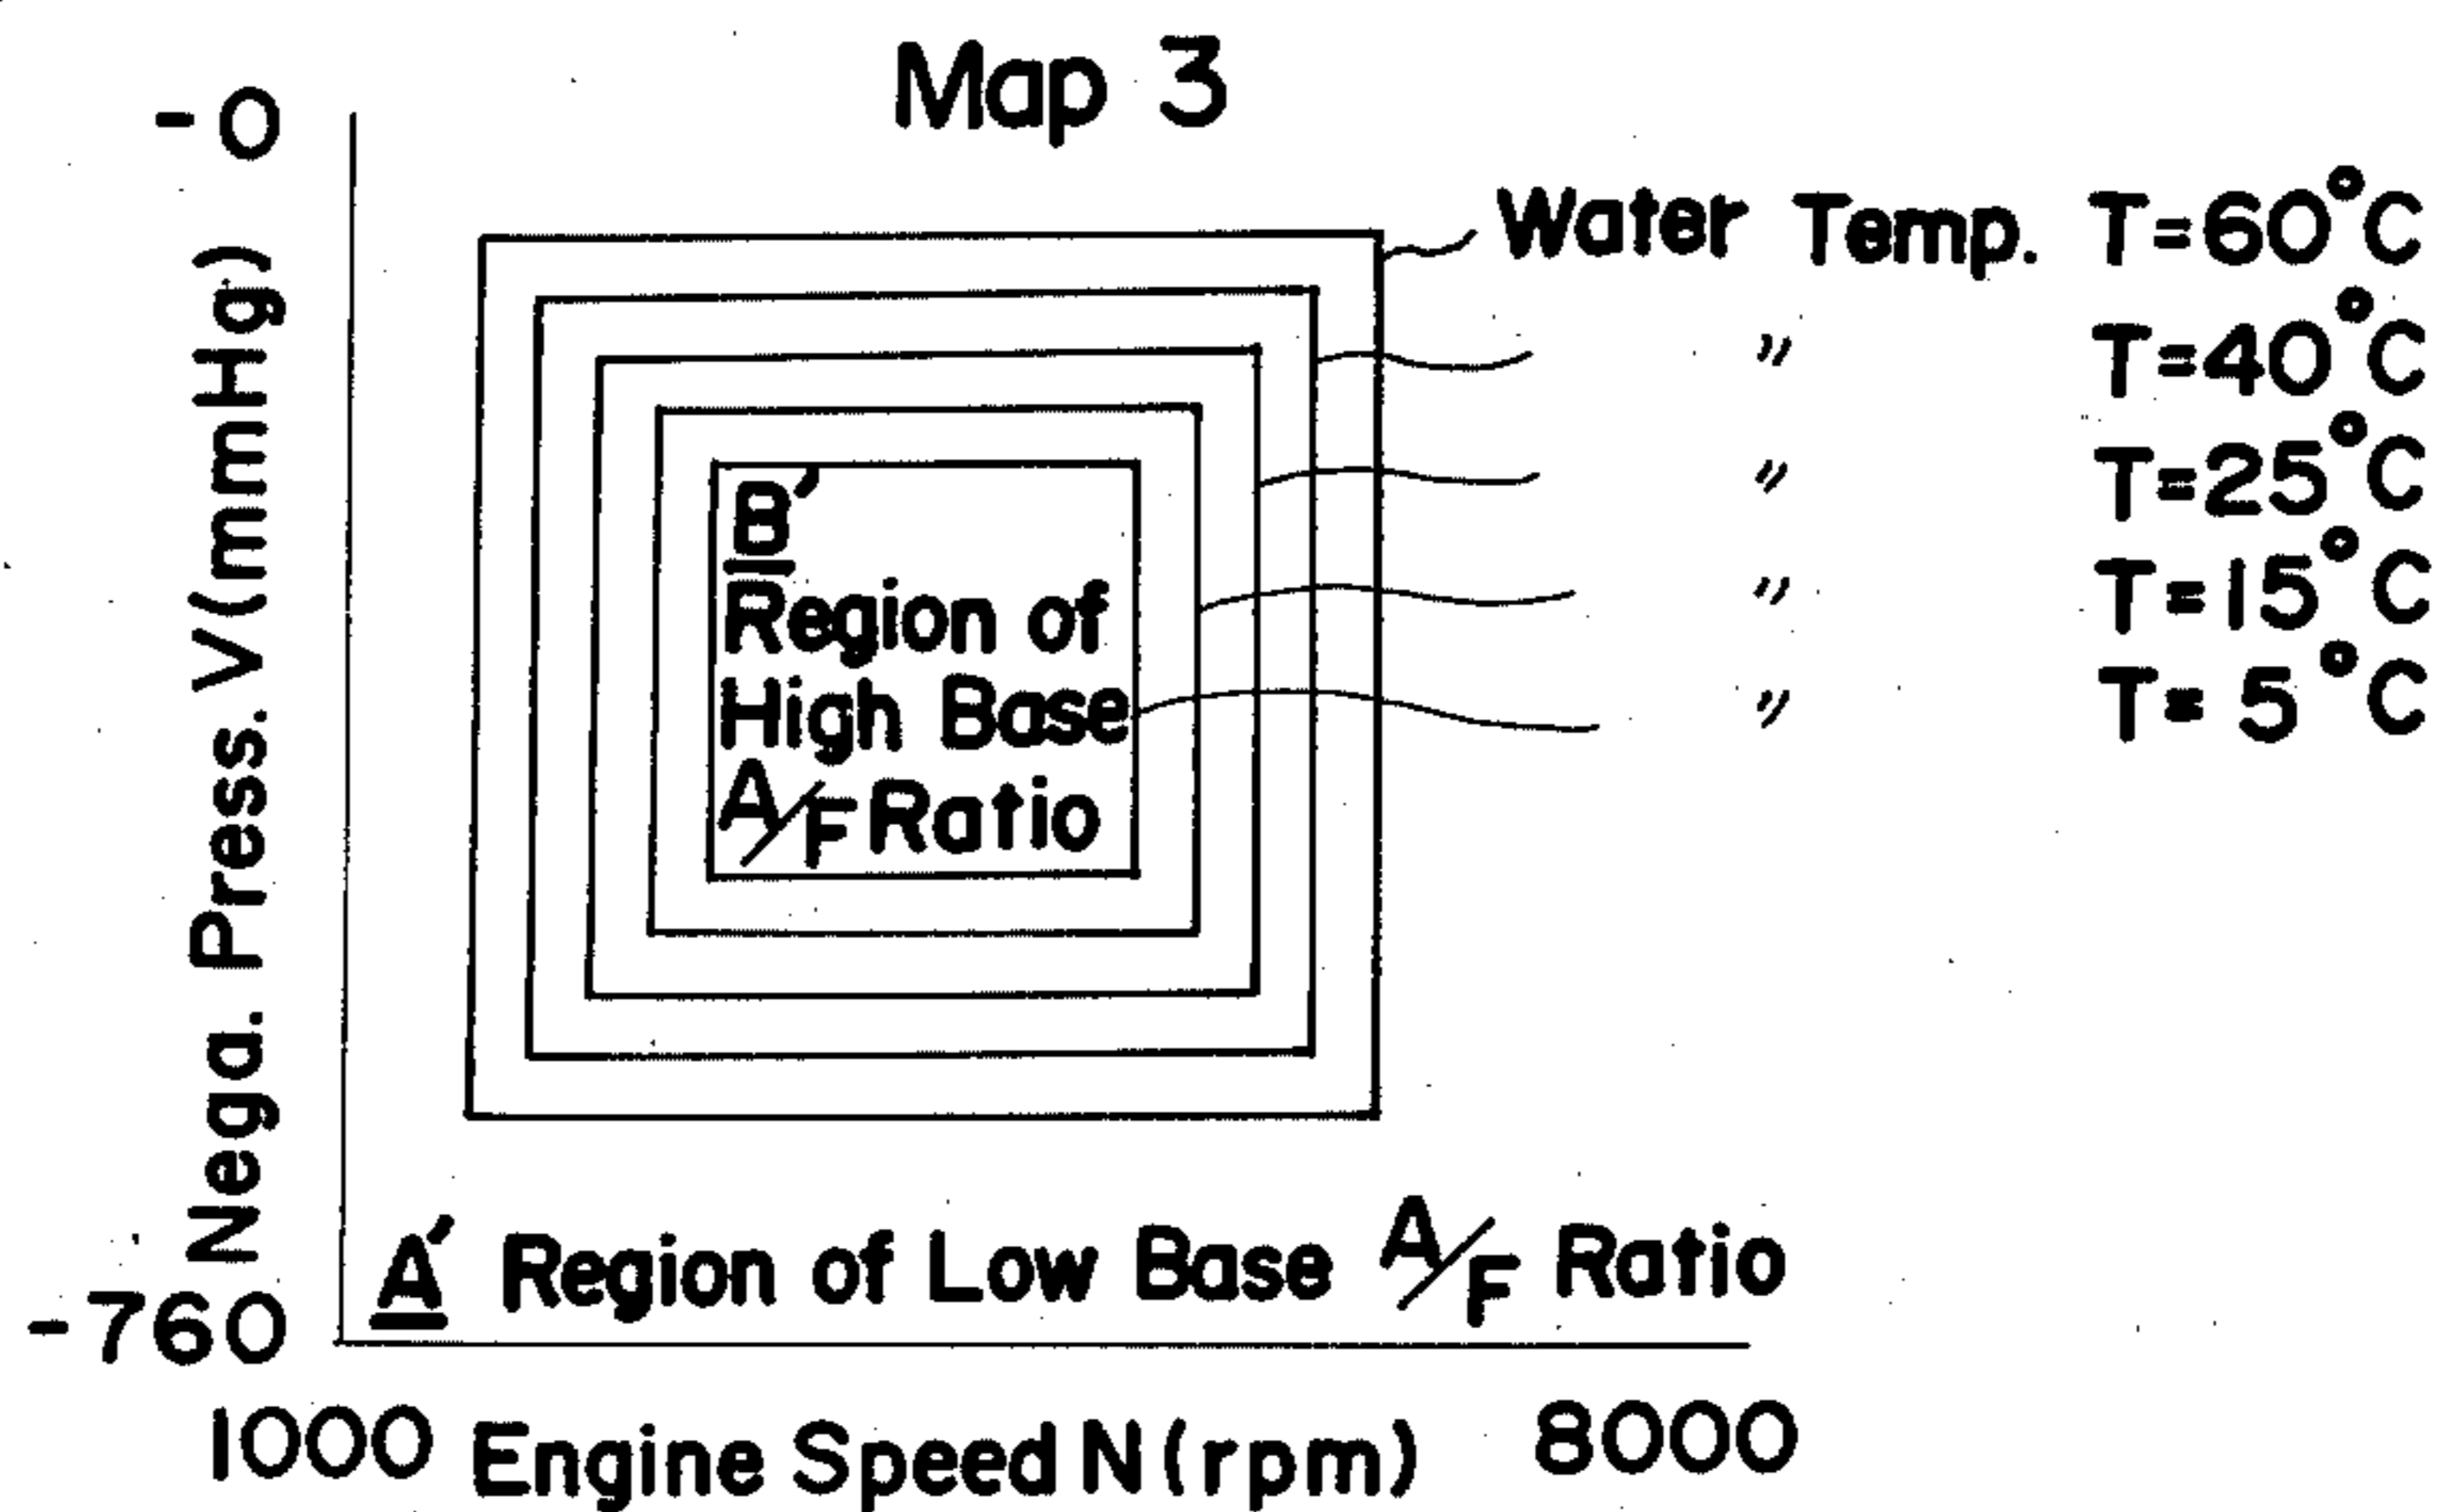 Map 3
-0
Nega. Press. V(mmHg)
-760
Water Temp. T=60°C
〃 T=40°C
〃 T=25°C
〃 T=15°C
〃 T= 5°C
B'
Region of
High Base
A/F Ratio
A' Region of Low Base A/F Ratio
1000 Engine Speed N (rpm) 8000